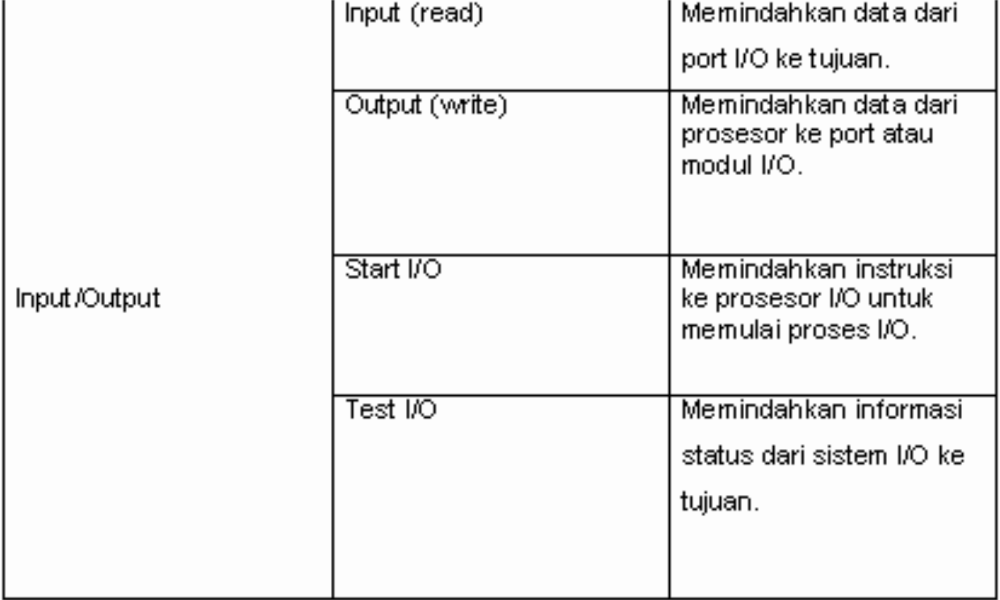 Input/Output
Input (read)
Memindahkan data dari
port I/O ke tujuan.
Output (write)
Memindahkan data dari
prosesor ke port atau
modul I/O.
Start I/O
Memindahkan instruksi
ke prosesor I/O untuk
memulai proses I/O.
Test I/O
Memindahkan informasi
status dari sistem I/O ke
tujuan.